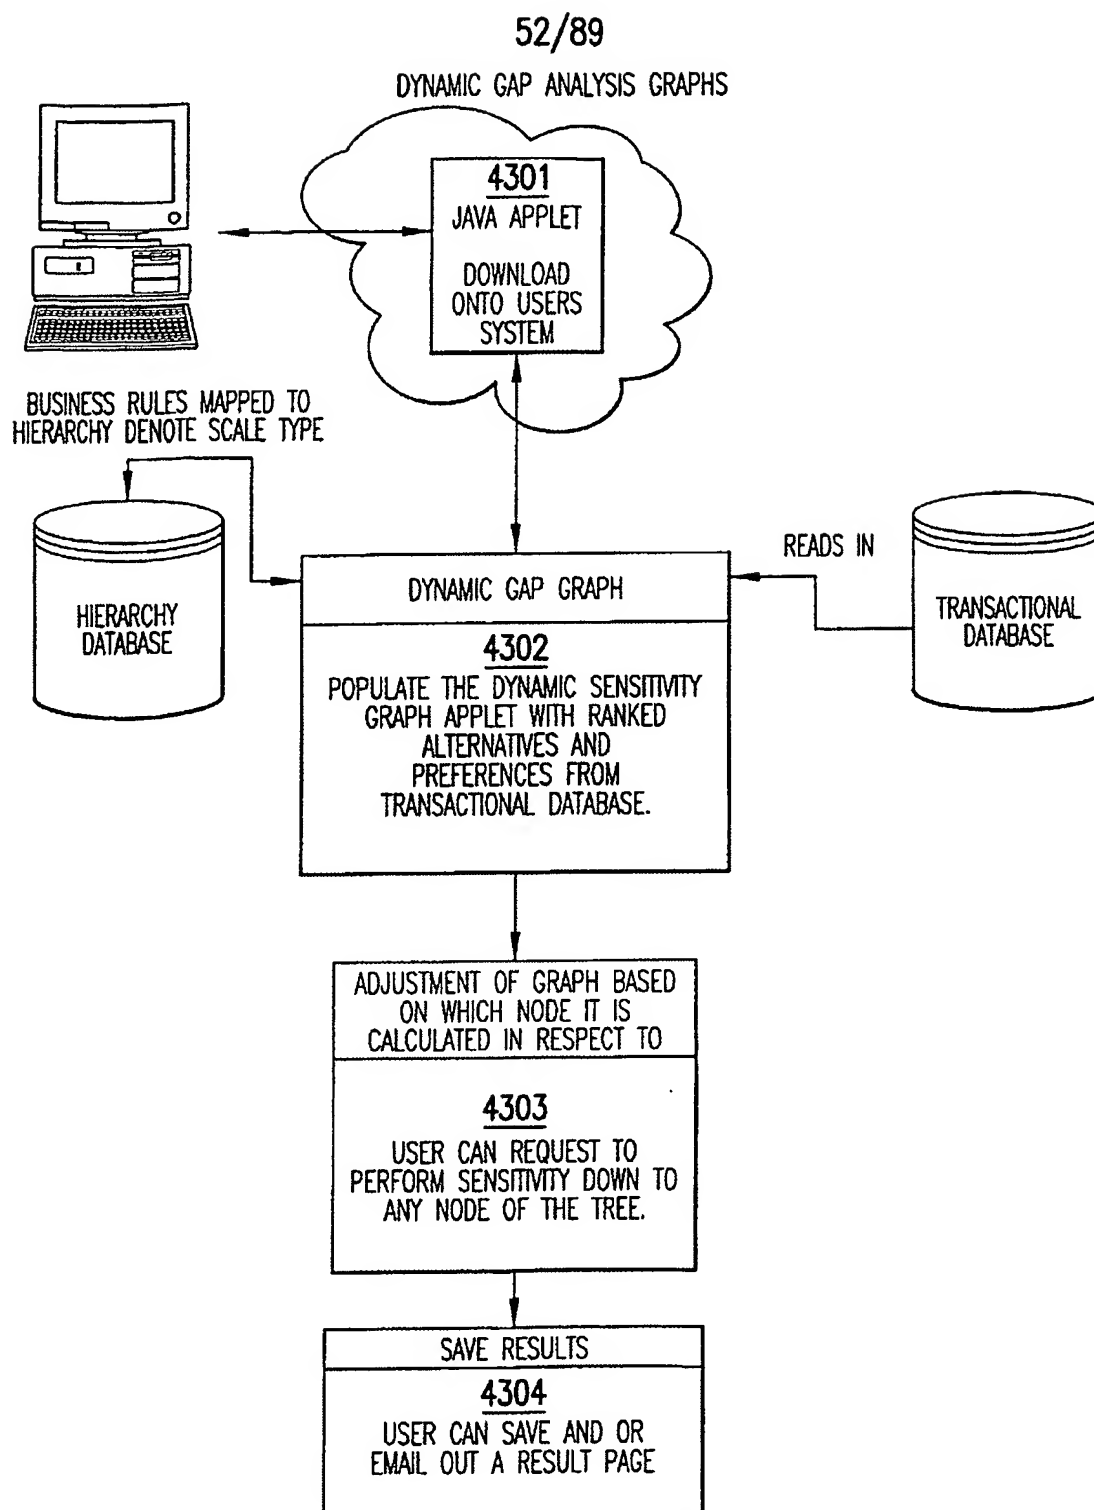 52/89
DYNAMIC GAP ANALYSIS GRAPHS
4301
JAVA APPLET
DOWNLOAD
ONTO USERS
SYSTEM
BUSINESS RULES MAPPED TO
HIERARCHY DENOTE SCALE TYPE
HIERARCHY
DATABASE
READS IN
TRANSACTIONAL
DATABASE
DYNAMIC GAP GRAPH
4302
POPULATE THE DYNAMIC SENSITIVITY
GRAPH APPLET WITH RANKED
ALTERNATIVES AND
PREFERENCES FROM
TRANSACTIONAL DATABASE.
ADJUSTMENT OF GRAPH BASED
ON WHICH NODE IT IS
CALCULATED IN RESPECT TO
4303
USER CAN REQUEST TO
PERFORM SENSITIVITY DOWN TO
ANY NODE OF THE TREE.
SAVE RESULTS
4304
USER CAN SAVE AND OR
EMAIL OUT A RESULT PAGE